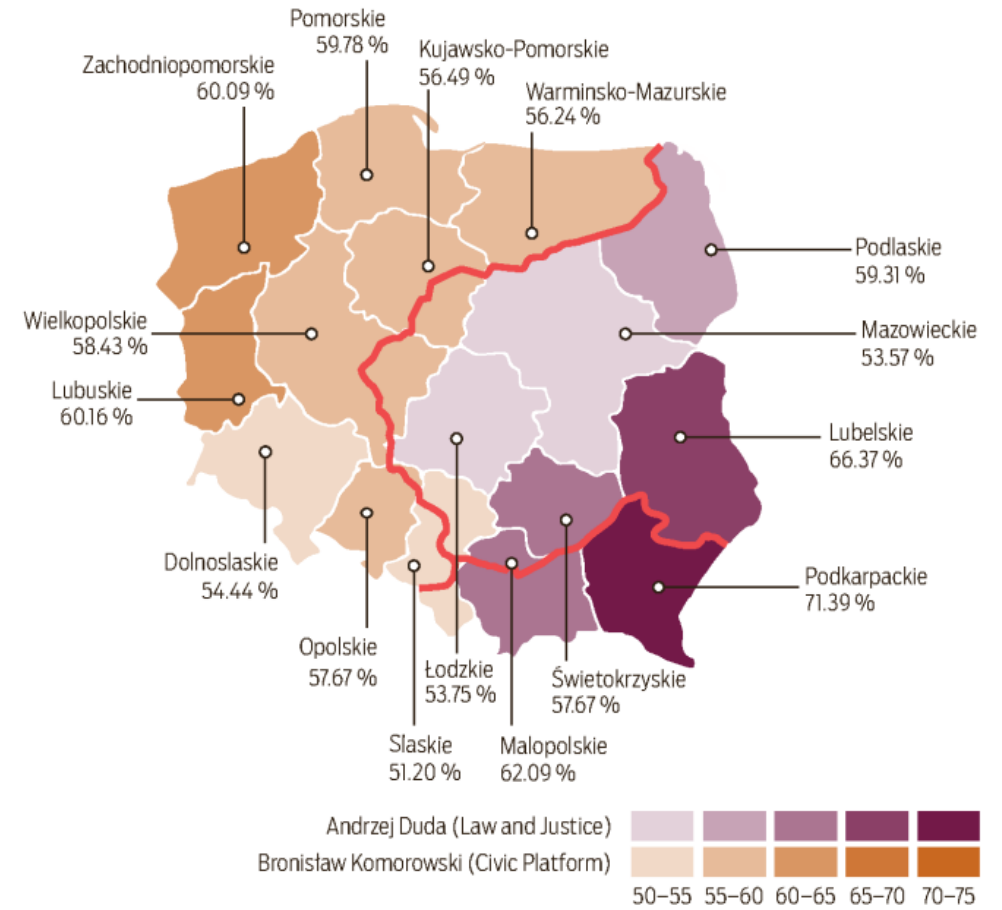 Pomorskie
59.78 %
Kujawsko-Pomorskie
56.49 %
Zachodniopomorskie
60.09 %
Warminsko-Mazurskie
56.24 %
Podlaskie
59.31 %
Wielkopolskie
58.43 %
Mazowieckie
53.57 %
Lubuskie
60.16 %
Lubelskie
66.37 %
Dolnoslaskie
54.44 %
Podkarpackie
71.39 %
Opolskie
57.67 %
Łodzkie
53.75 %
Świetokrzyskie
57.67 %
Slaskie
51.20 %
Malopolskie
62.09 %
Andrzej Duda (Law and Justice)
Bronisław Komorowski (Civic Platform)
50–55 55–60 60–65 65–70 70–75